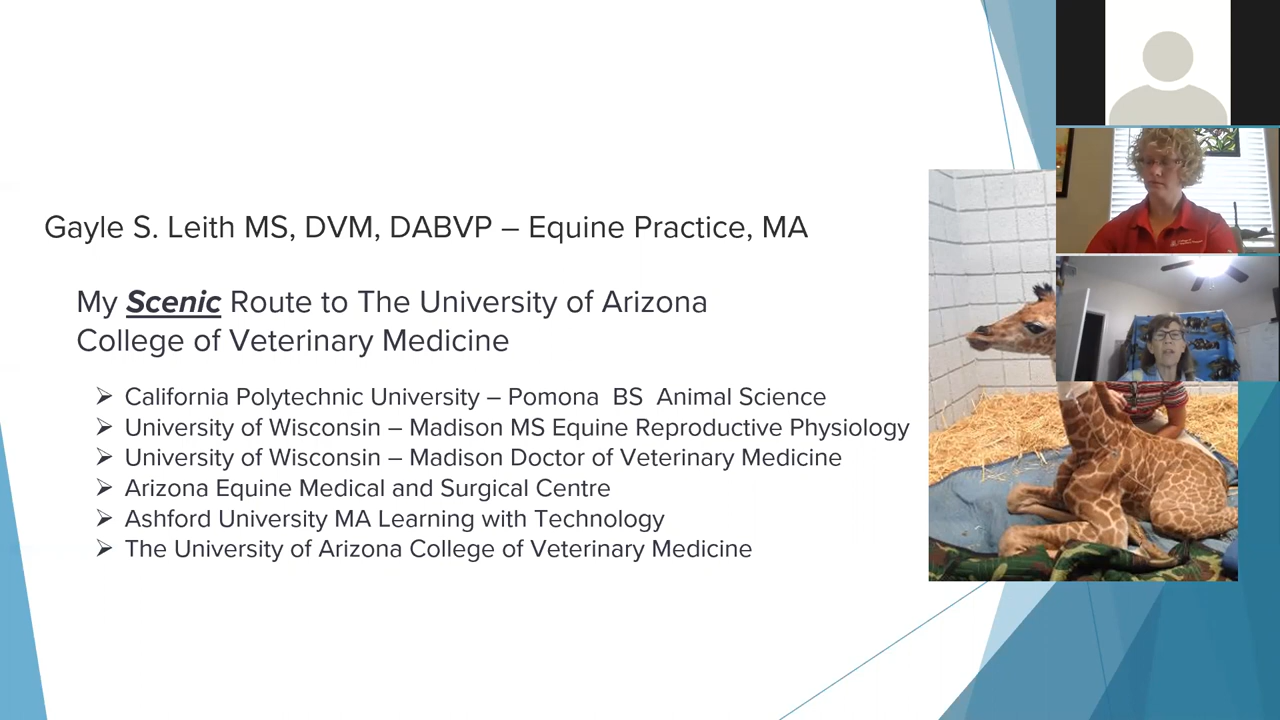 Gayle S. Leith MS, DVM, DABVP – Equine Practice, MA
My Scenic Route to The University of Arizona
College of Veterinary Medicine
➢ California Polytechnic University – Pomona  BS  Animal Science
➢ University of Wisconsin – Madison MS Equine Reproductive Physiology
➢ University of Wisconsin – Madison Doctor of Veterinary Medicine
➢ Arizona Equine Medical and Surgical Centre
➢ Ashford University MA Learning with Technology
➢ The University of Arizona College of Veterinary Medicine